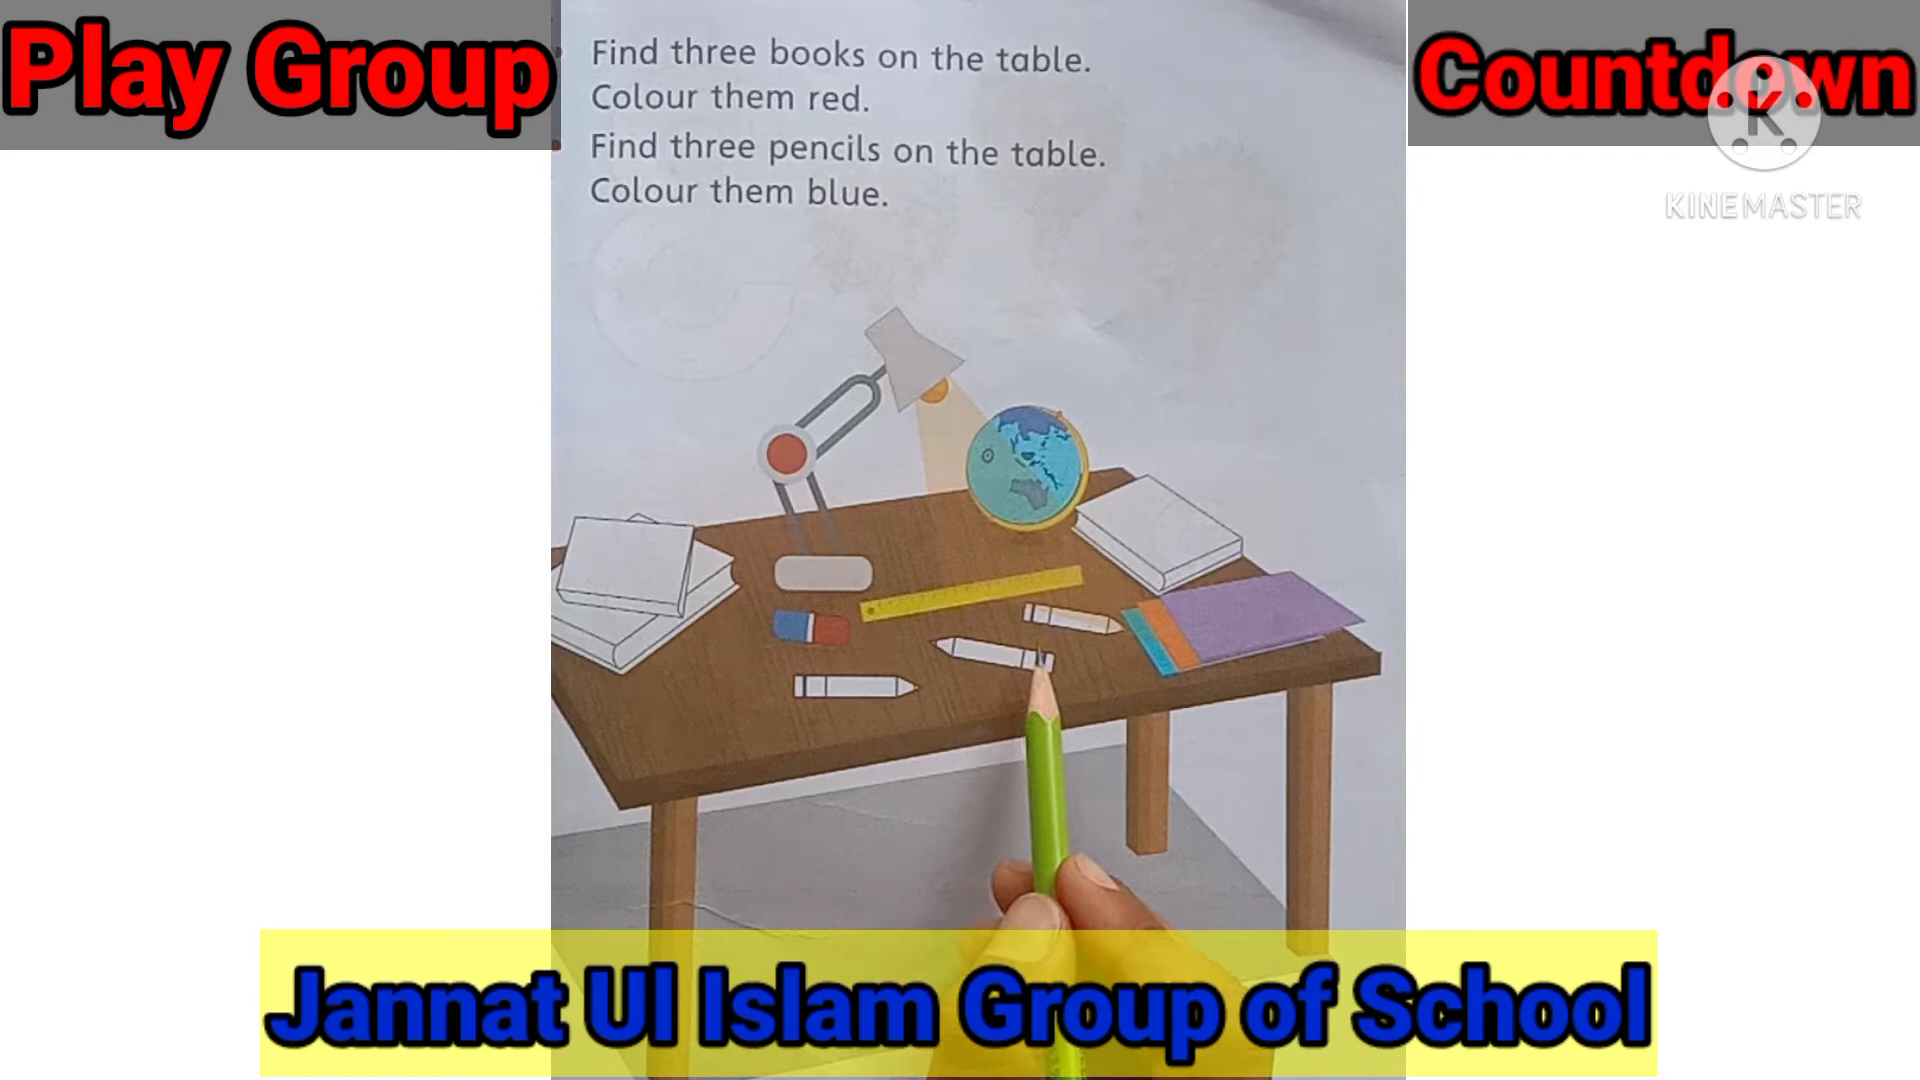 Play Group
Countdown
K
KINEMASTER
Find three books on the table.
Colour them red.
Find three pencils on the table.
Colour them blue.
Jannat Ul Islam Group of School